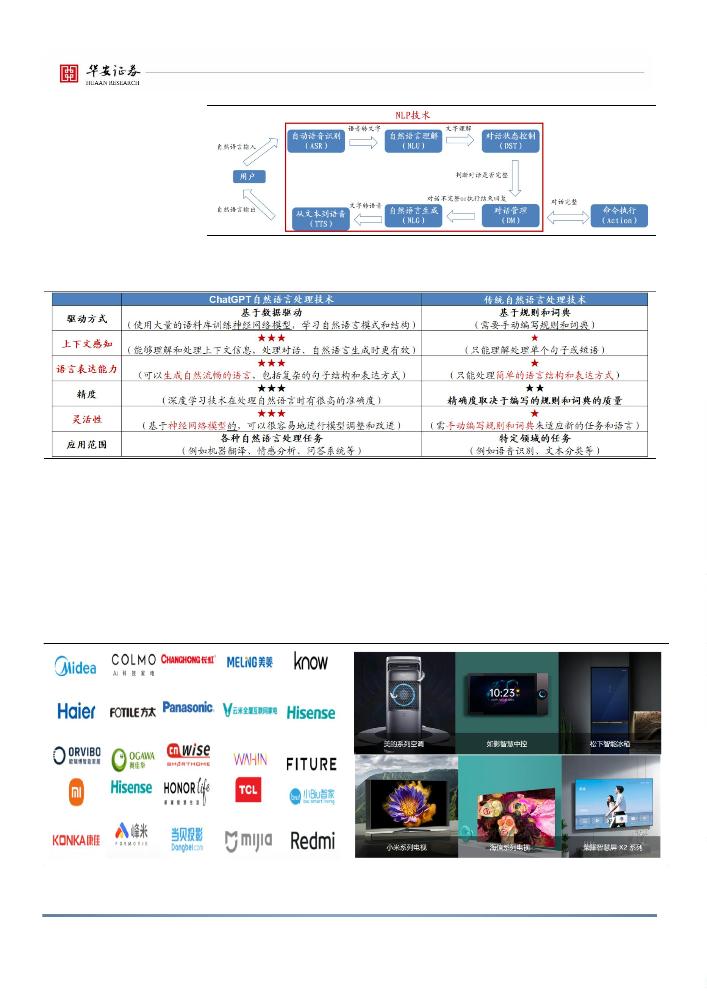 华安证券
HUAAN RESEARCH
NLP技术
自然语言输入
用户
自然语言输出
自动语音识别
（ASR）
语音转文字
自然语言理解
（NLU）
文字理解
对话状态控制
（DST）
判断对话是否完整
对话不完整or执行结束回复
从文本到语音
（TTS）
文字转语音
自然语言生成
（NLG）
对话管理
（DM）
对话完整
命令执行
（Action）
ChatGPT自然语言处理技术 传统自然语言处理技术
驱动方式
基于数据驱动
（使用大量的语料库训练神经网络模型，学习自然语言模式和结构）
基于规则和词典
（需要手动编写规则和词典）
上下文感知
★★★
（能够理解和处理上下文信息，处理对话、自然语言生成时更有效）
★
（只能理解处理单个句子或短语）
语言表达能力
★★★
（可以生成自然流畅的语言，包括复杂的句子结构和表达方式）
★
（只能处理简单的语言结构和表达方式）
精度
★★★
（深度学习技术在处理自然语言时有很高的准确度）
★★
精确度取决于编写的规则和词典的质量
灵活性
★★★
（基于神经网络模型的，可以很容易地进行模型调整和改进）
★
（需手动编写规则和词典来适应新的任务和语言）
应用范围
各种自然语言处理任务
（例如机器翻译、情感分析、问答系统等）
特定领域的任务
（例如语音识别、文本分类等）
Midea
COLMO
AI 科技家电
CHANGHONG长虹
MELING美菱
know
Haier
FOTILE方太
Panasonic
云米全屋互联网家电
Hisense
ORVIBO
欧瑞博智能家居
OGAWA
奥佳华
cnwise
SMARTHOME
WAHIN
FITURE
mi
Hisense
HONOR life
荣耀智慧生活
TCL
biu!
小Biu智家
biu smart living
KONKA康佳
峰米
FORMOVIE
当贝投影
Dangbei.com
mijia
Redmi
美的系列空调
10:23
如影智慧中控
松下智能冰箱
小米系列电视
海信系列电视
荣耀智慧屏 X2 系列